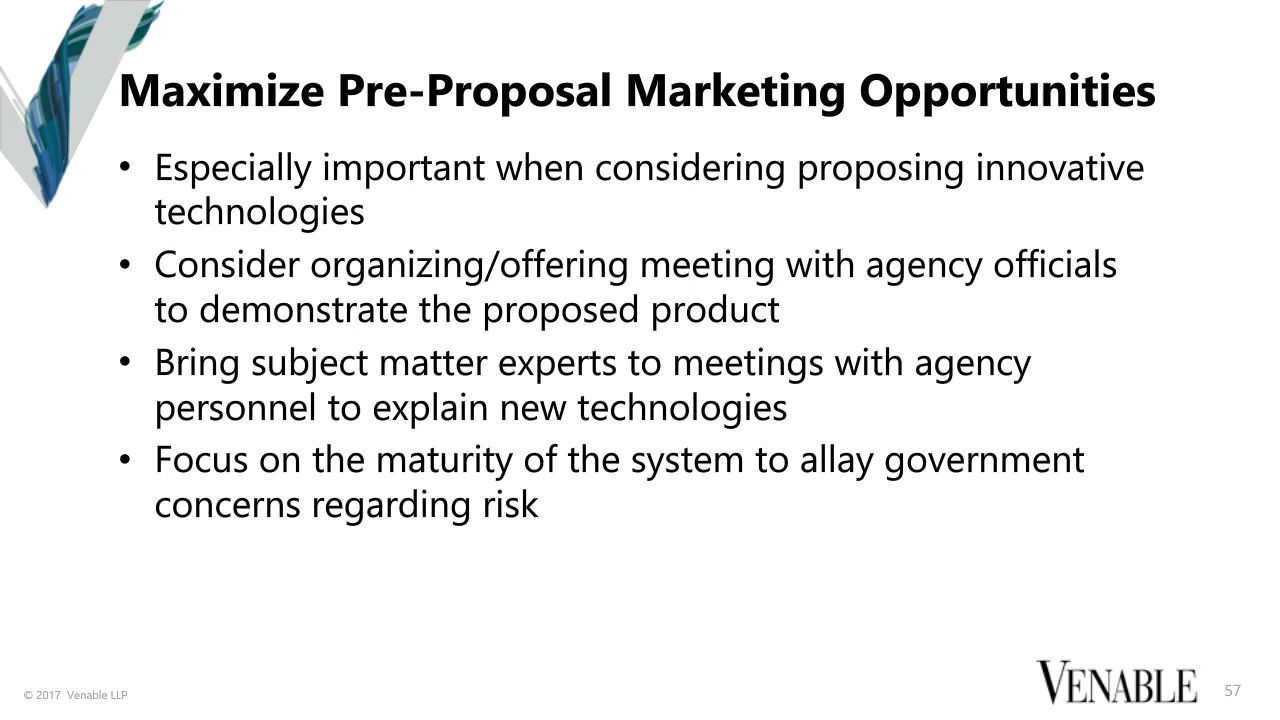 Maximize Pre-Proposal Marketing Opportunities
• Especially important when considering proposing innovative
technologies
• Consider organizing/offering meeting with agency officials
to demonstrate the proposed product
• Bring subject matter experts to meetings with agency
personnel to explain new technologies
• Focus on the maturity of the system to allay government
concerns regarding risk
© 2017 Venable LLP
VENABLE
57